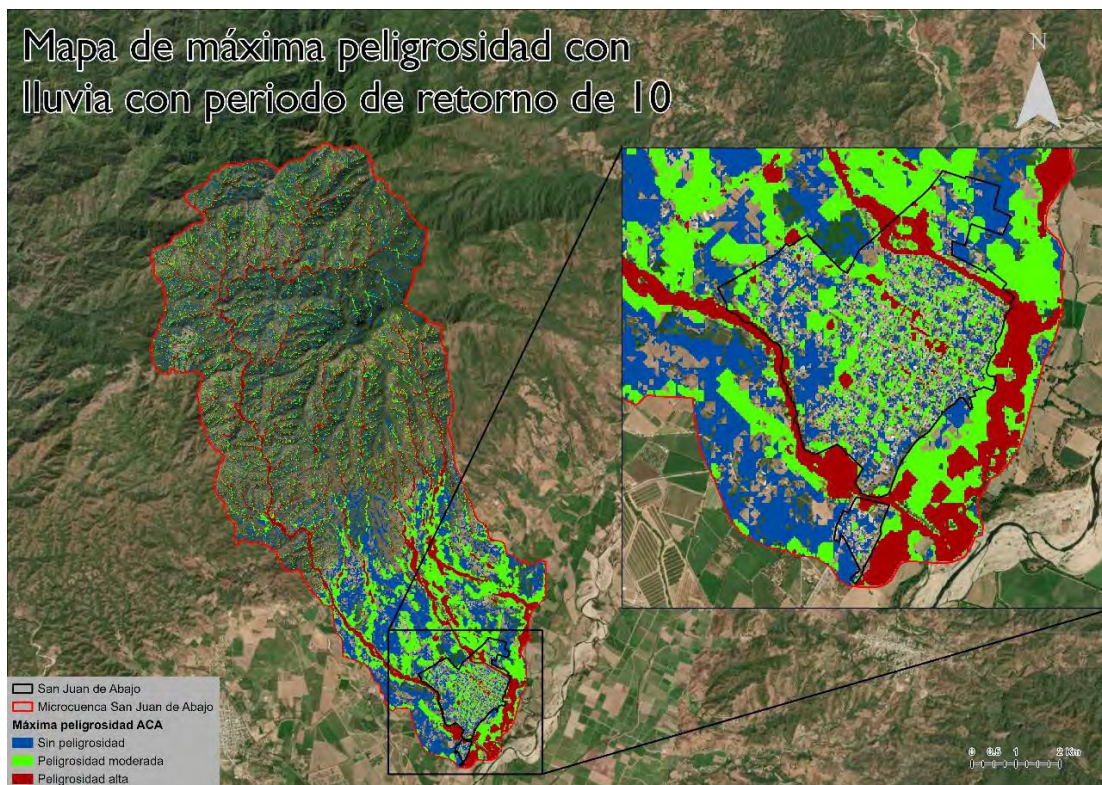 Mapa de máxima peligrosidad con
lluvia con periodo de retorno de 10
N
San Juan de Abajo
Microcuenca San Juan de Abajo
Máxima peligrosidad ACA
Sin peligrosidad
Peligrosidad moderada
Peligrosidad alta
0 0.5 1 2 Km